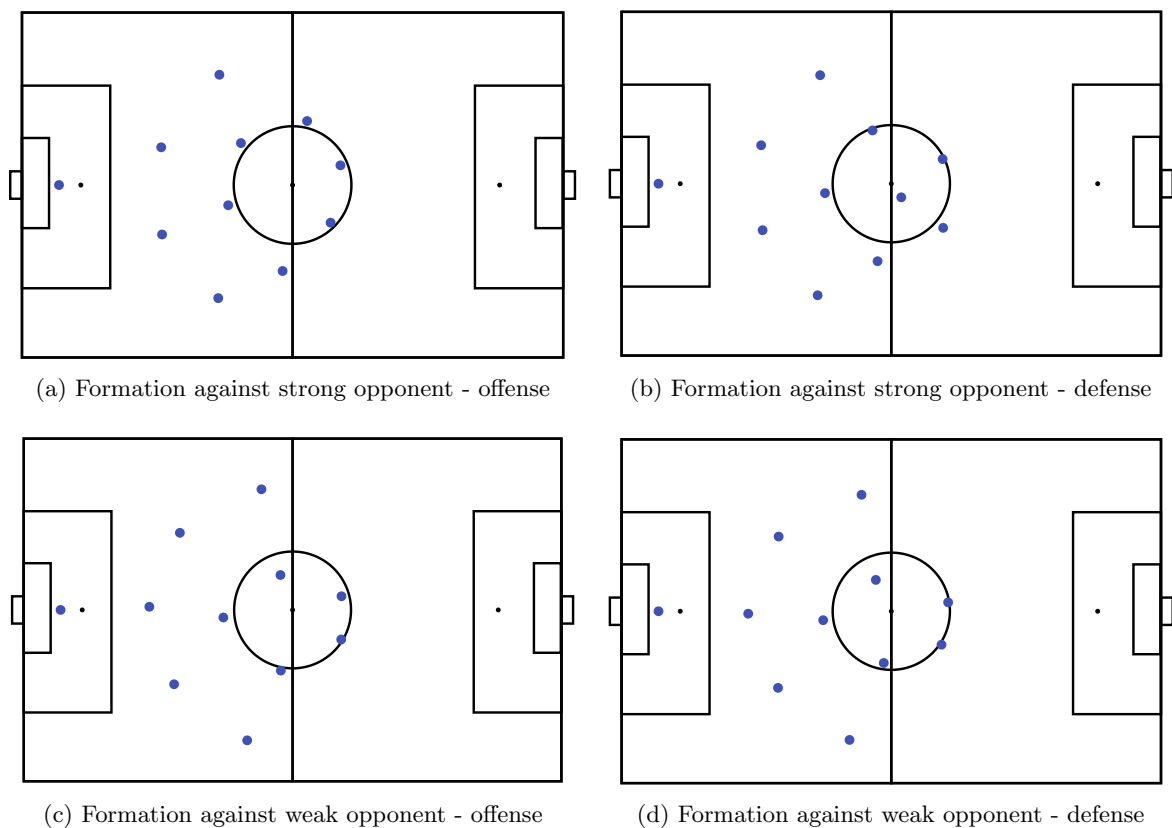 (a) Formation against strong opponent - offense
(b) Formation against strong opponent - defense
(c) Formation against weak opponent - offense
(d) Formation against weak opponent - defense